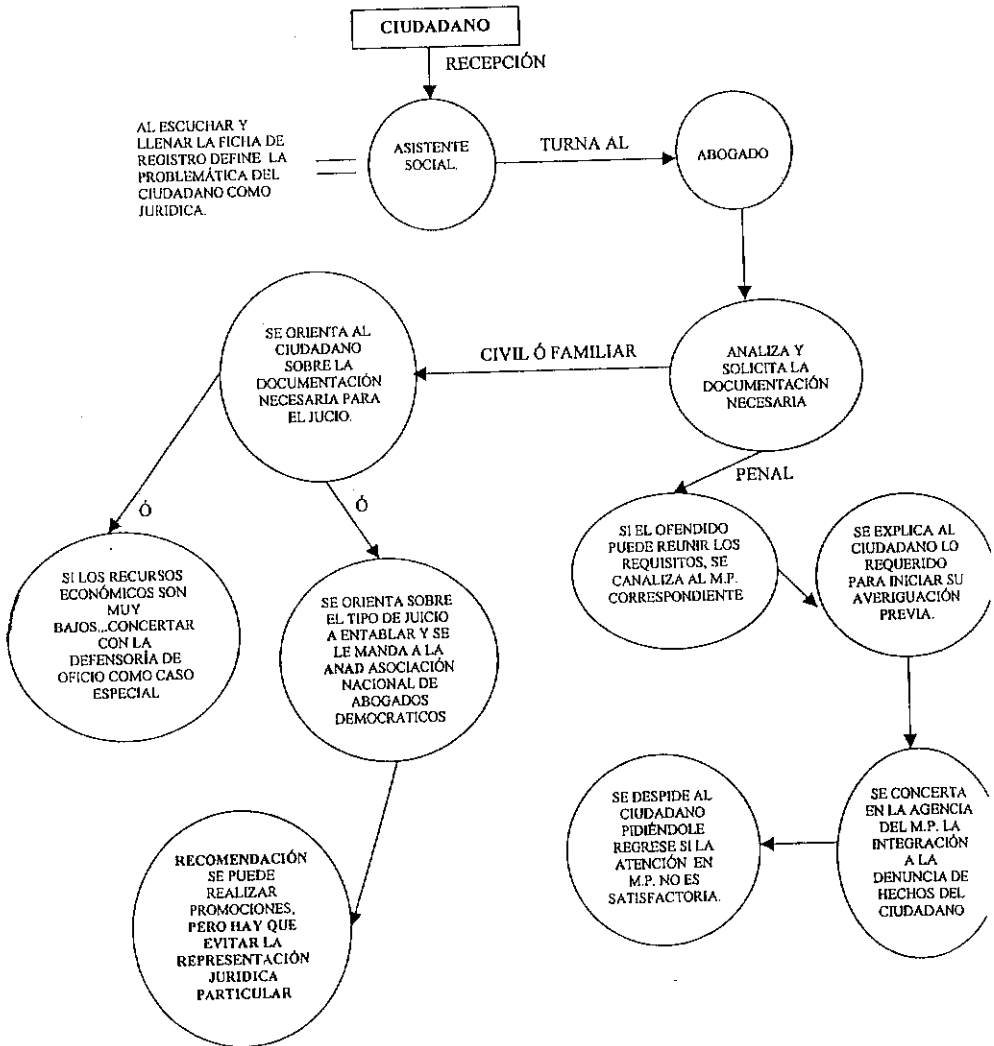 CIUDADANO
RECEPCIÓN
AL ESCUCHAR Y
LLENAR LA FICHA DE
REGISTRO DEFINE LA
PROBLEMÁTICA DEL
CIUDADANO COMO
JURIDICA.
ASISTENTE
SOCIAL.
TURNA AL
ABOGADO
SE ORIENTA AL
CIUDADANO
SOBRE LA
DOCUMENTACIÓN
NECESARIA PARA
EL JUCIO.
CIVIL Ó FAMILIAR
ANALIZA Y
SOLICITA LA
DOCUMENTACIÓN
NECESARIA
PENAL
Ó
Ó
SI LOS RECURSOS
ECONÓMICOS SON
MUY
BAJOS...CONCERTAR
CON LA
DEFENSORÍA DE
OFICIO COMO CASO
ESPECIAL
SE ORIENTA SOBRE
EL TIPO DE JUICIO
A ENTABLAR Y SE
LE MANDA A LA
ANAD ASOCIACIÓN
NACIONAL DE
ABOGADOS
DEMOCRATICOS
SI EL OFENDIDO
PUEDE REUNIR LOS
REQUISITOS, SE
CANALIZA AL M.P.
CORRESPONDIENTE
SE EXPLICA AL
CIUDADANO LO
REQUERIDO
PARA INICIAR SU
AVERIGUACIÓN
PREVIA.
RECOMENDACIÓN
SE PUEDE
REALIZAR
PROMOCIONES,
PERO HAY QUE
EVITAR LA
REPRESENTACIÓN
JURIDICA
PARTICULAR
SE DESPIDE AL
CIUDADANO
PIDIÉNDOLE
REGRESE SI LA
ATENCIÓN EN
M.P. NO ES
SATISFACTORIA.
SE CONCERTA
EN LA AGENCIA
DEL M.P. LA
INTEGRACIÓN
A LA
DENUNCIA DE
HECHOS DEL
CIUDADANO